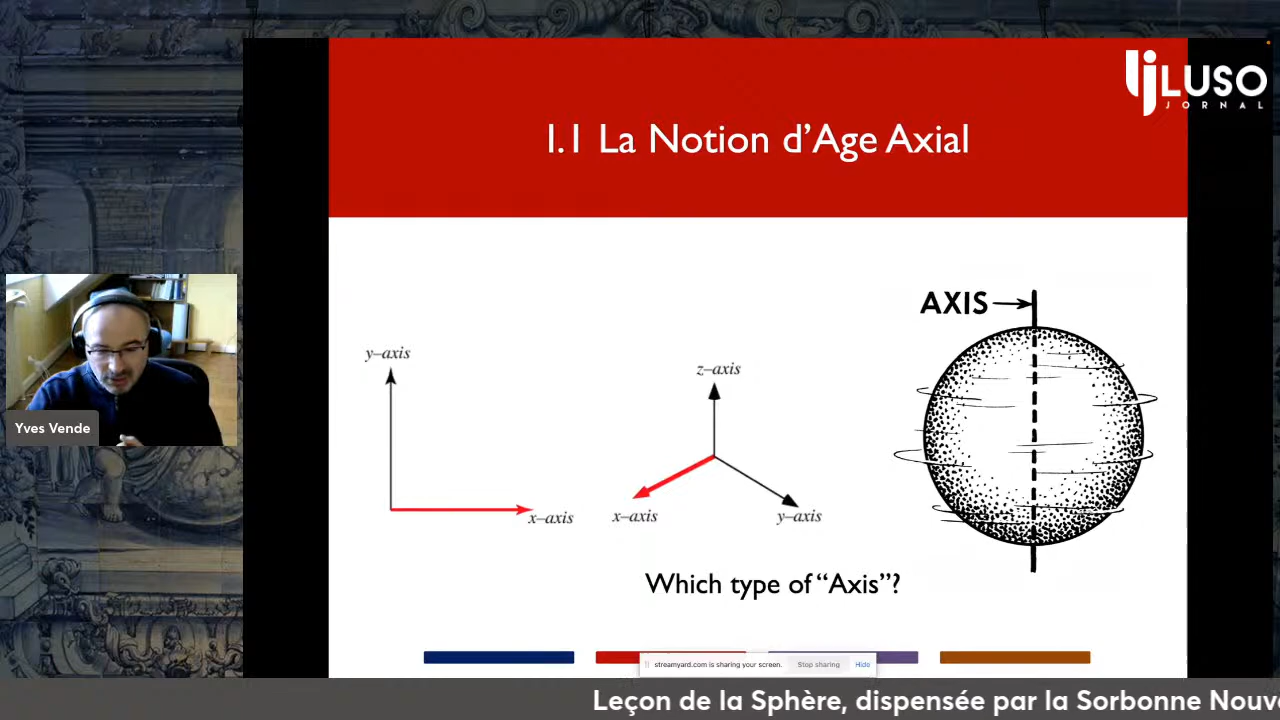 I.1 La Notion d’Age Axial
LUSO
JORNAL
AXIS
y–axis
x–axis
z–axis
x–axis
y–axis
Which type of “Axis”?
Yves Vende
streamyard.com is sharing your screen.
Stop sharing
Hide
Leçon de la Sphère, dispensée par la Sorbonne Nouv